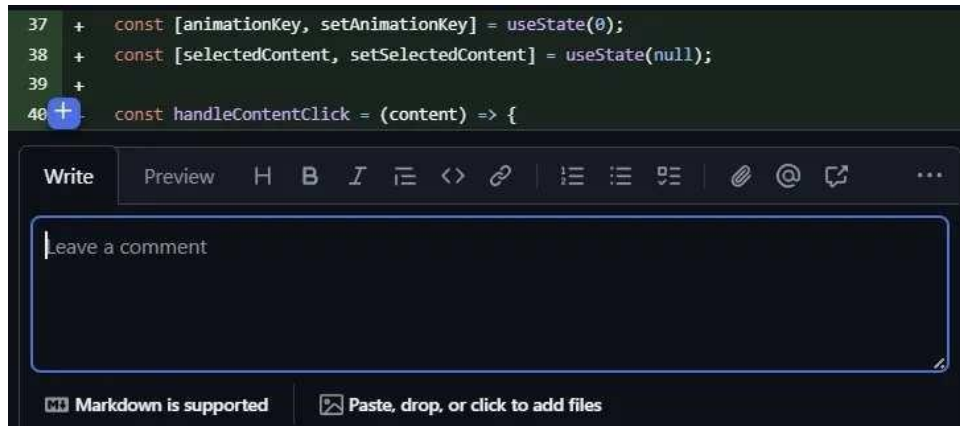 37 + const [animationKey, setAnimationKey] = useState(0);
38 + const [selectedContent, setSelectedContent] = useState(null);
39 +
40 + const handleContentClick = (content) => {
Write Preview H B I <> @ ...
Leave a comment
Markdown is supported Paste, drop, or click to add files